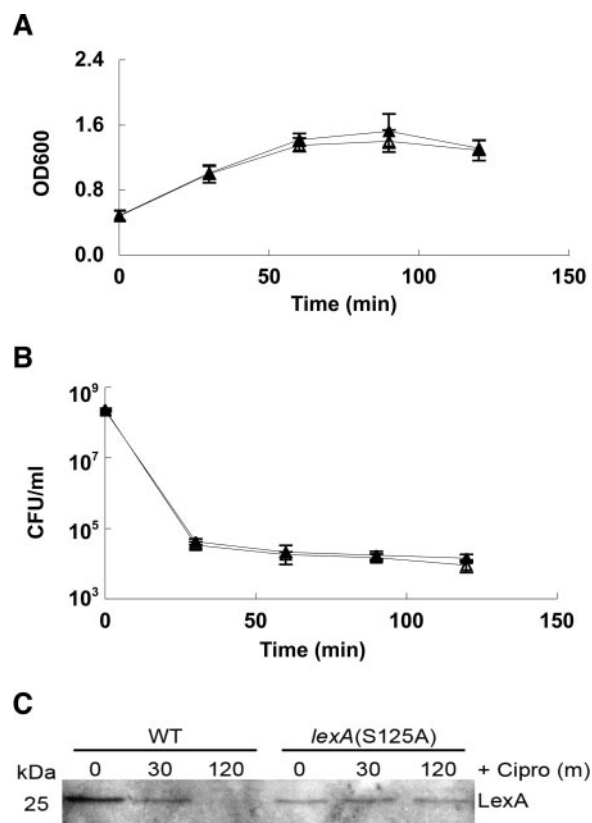 A
2.4
1.6
0.8
0.0
OD600
0 50 100 150
Time (min)
B
10⁹
10⁷
10⁵
10³
CFU/ml
0 50 100 150
Time (min)
C
WT lexA(S125A)
kDa 0 30 120 0 30 120 + Cipro (m)
25 LexA